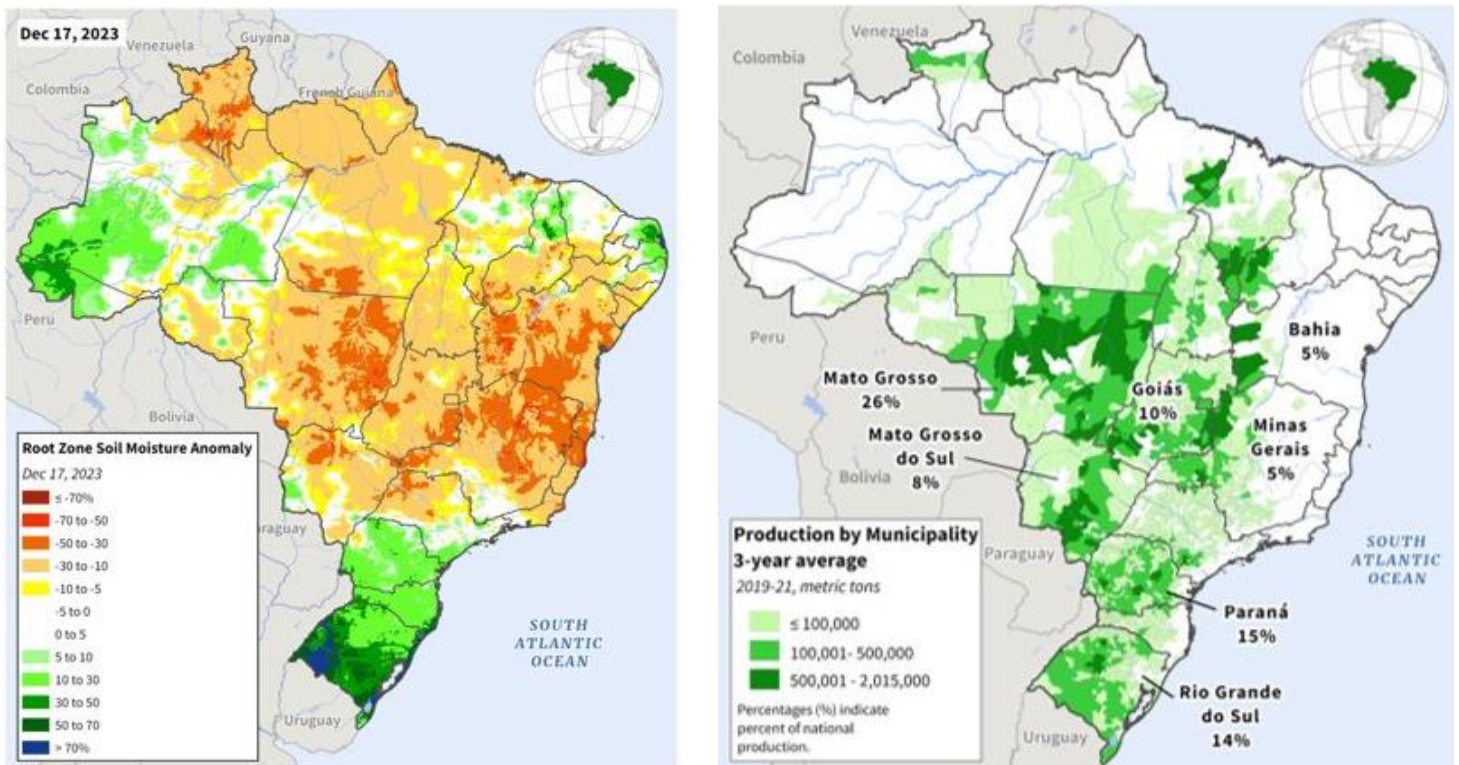 Dec 17, 2023
Venezuela
Guyana
Colombia
French Guiana
Peru
Bolivia
Root Zone Soil Moisture Anomaly
Dec 17, 2023
≤ -70%
-70 to -50
-50 to -30
-30 to -10
-10 to -5
-5 to 0
0 to 5
5 to 10
10 to 30
30 to 50
50 to 70
> 70%
araguay
Uruguay
SOUTH
ATLANTIC
OCEAN
Venezuela
Colombia
Peru
Bahia
5%
Mato Grosso
26%
Goiás
10%
Mato Grosso
do Sul
8%
Minas
Gerais
5%
Bolivia
Production by Municipality
3-year average
2019-21, metric tons
≤ 100,000
100,001- 500,000
500,001 - 2,015,000
Percentages (%) indicate
percent of national
production.
Paraguay
SOUTH
ATLANTIC
OCEAN
Paraná
15%
Rio Grande
do Sul
14%
Uruguay